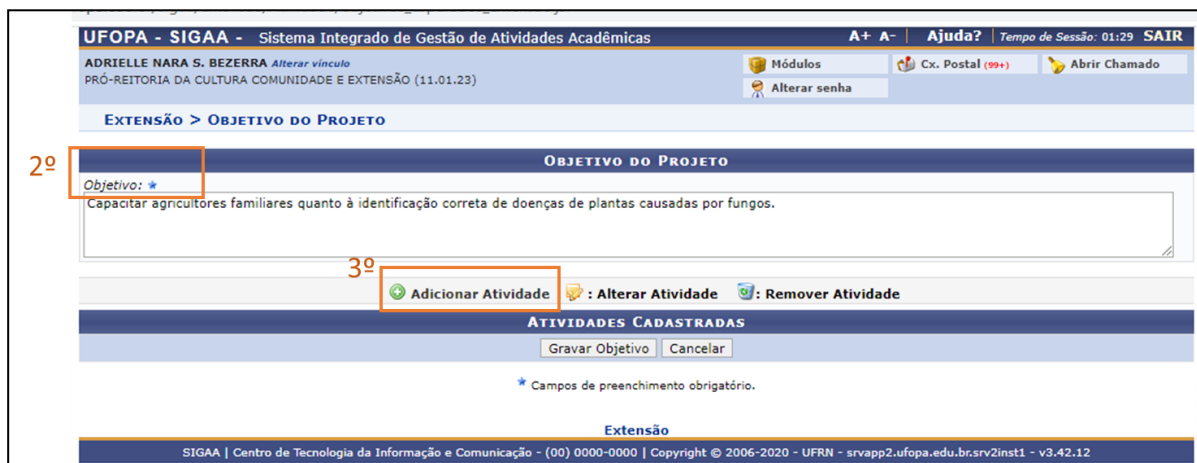 UFOPA - SIGAA - Sistema Integrado de Gestão de Atividades Acadêmicas A+ A- | Ajuda? | Tempo de Sessão: 01:29 SAIR
ADRIELLE NARA S. BEZERRA Alterar vínculo
PRÓ-REITORIA DA CULTURA COMUNIDADE E EXTENSÃO (11.01.23)
Módulos Cx. Postal (99+) Abrir Chamado
Alterar senha
EXTENSÃO > OBJETIVO DO PROJETO
2º
OBJETIVO DO PROJETO
Objetivo:
Capacitar agricultores familiares quanto à identificação correta de doenças de plantas causadas por fungos.
3º
Adicionar Atividade : Alterar Atividade : Remover Atividade
ATIVIDADES CADASTRADAS
Gravar Objetivo Cancelar
Campos de preenchimento obrigatório.
Extensão
SIGAA | Centro de Tecnologia da Informação e Comunicação - (00) 0000-0000 | Copyright © 2006-2020 - UFRN - srvapp2.ufopa.edu.br.srv2inst1 - v3.42.12